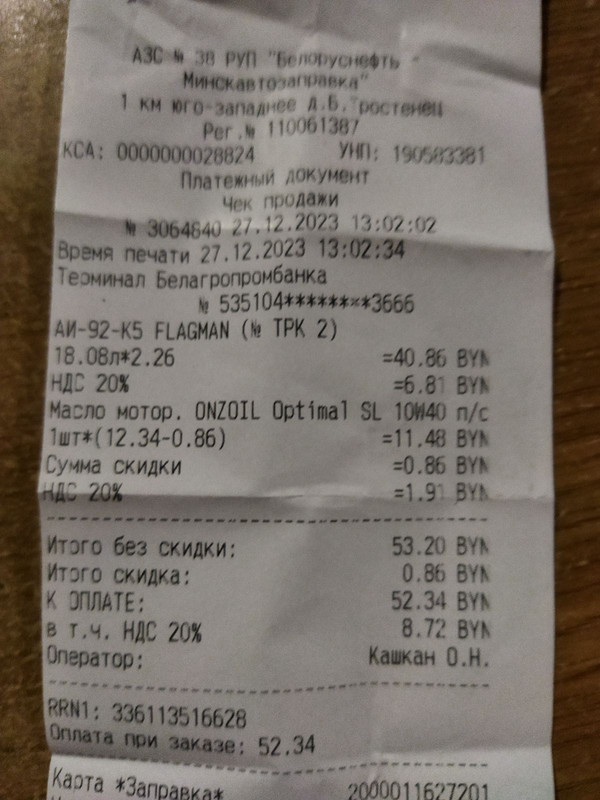 АЗС № 38 РУП "Белоруснефть -
Минскавтозаправка"
1 км юго-западнее д.Б.Тростенец
Рег.№ 110061387
КСА: 0000000028824 УНП: 190583381
Платежный документ
Чек продажи
№ 3064640 27.12.2023 13:02:02
Время печати 27.12.2023 13:02:34
Терминал Белагропромбанка
№ 535104********3666
АИ-92-К5 FLAGMAN (№ ТРК 2)
18.08л*2.26 =40.86 BYN
НДС 20% =6.81 BYN
Масло мотор. ONZOIL Optimal SL 10W40 п/с
1шт*(12.34-0.86) =11.48 BYN
Сумма скидки =0.86 BYN
НДС 20% =1.91 BYN
Итого без скидки: 53.20 BYN
Итого скидка: 0.86 BYN
К ОПЛАТЕ: 52.34 BYN
в т.ч. НДС 20% 8.72 BYN
Оператор: Кашкан О.Н.
RRN1: 336113516628
Оплата при заказе: 52.34
Карта *Заправка* 2000011627201